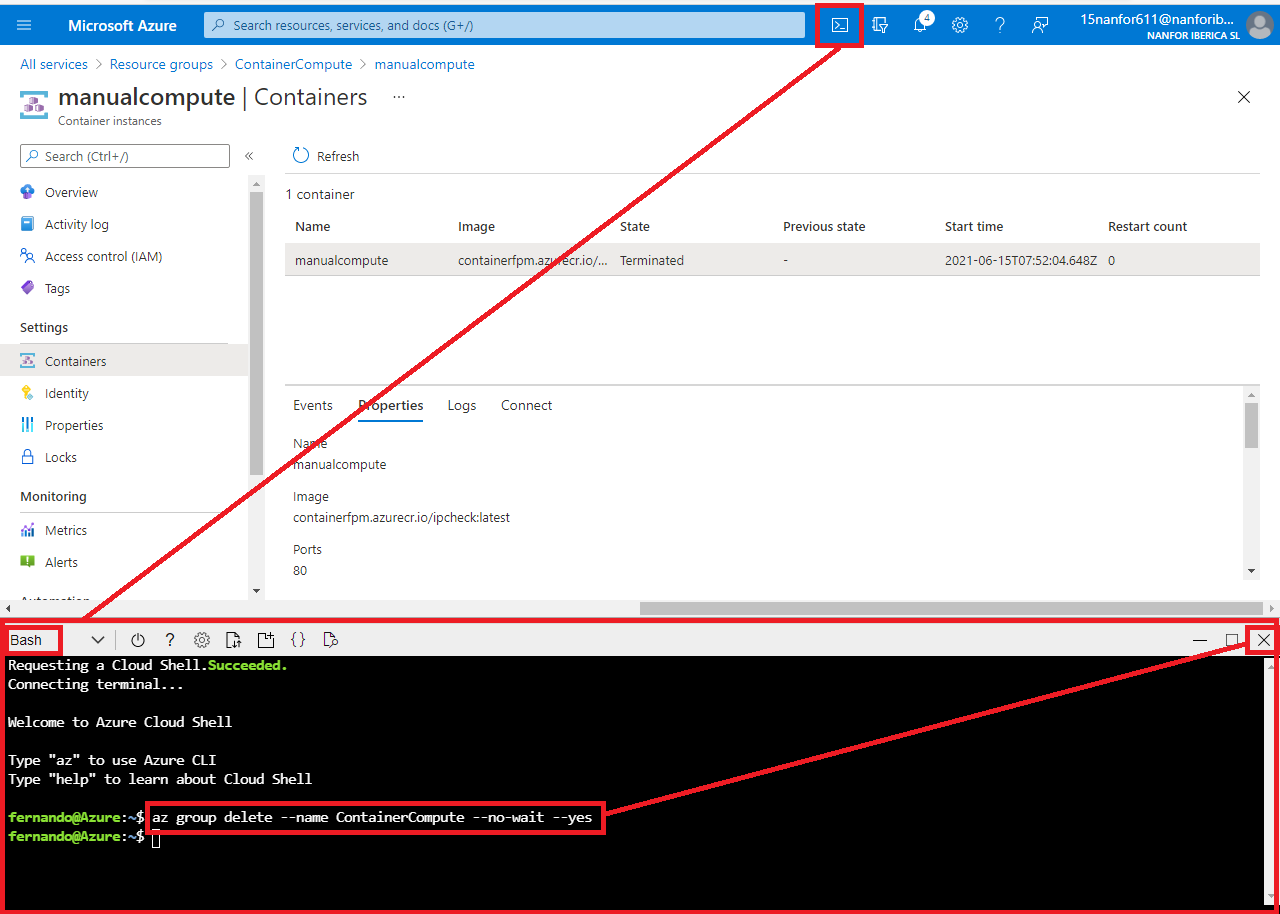 Microsoft Azure
Search resources, services, and docs (G+/)
4
15nanfor611@nanforib...
NANFOR IBERICA SL
All services > Resource groups > ContainerCompute > manualcompute
manualcompute | Containers ...
Container instances
Search (Ctrl+/)
«
Refresh
Overview
Activity log
Access control (IAM)
Tags
Settings
Containers
Identity
Properties
Locks
Monitoring
Metrics
Alerts
Automation
1 container
Name Image State Previous state Start time Restart count
manualcompute containerfpm.azurecr.io/... Terminated - 2021-06-15T07:52:04.648Z 0
Events Properties Logs Connect
Name
manualcompute
Image
containerfpm.azurecr.io/ipcheck:latest
Ports
80
Bash
Requesting a Cloud Shell.Succeeded.
Connecting terminal...
Welcome to Azure Cloud Shell
Type "az" to use Azure CLI
Type "help" to learn about Cloud Shell
fernando@Azure:~$ az group delete --name ContainerCompute --no-wait --yes
fernando@Azure:~$